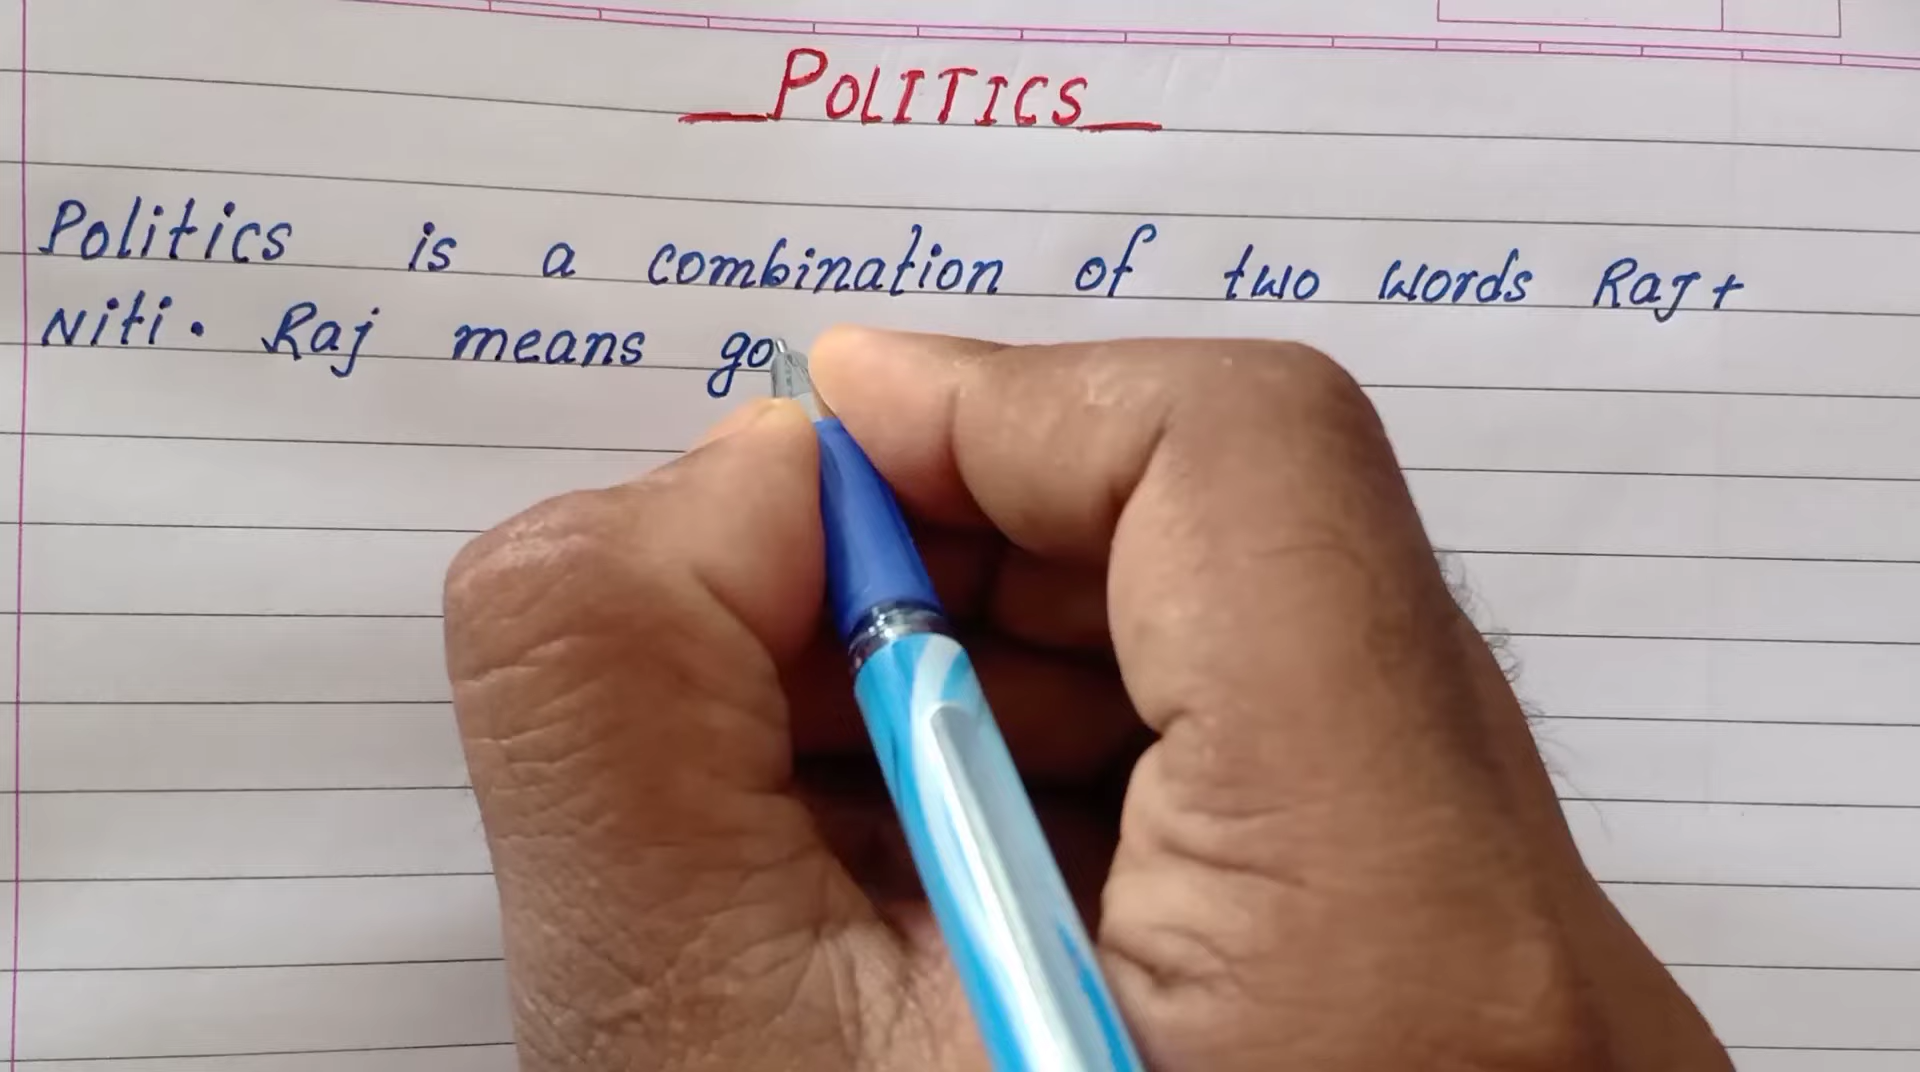 POLITICS
Politics is a combination of two words Raj+
Niti. Raj means go